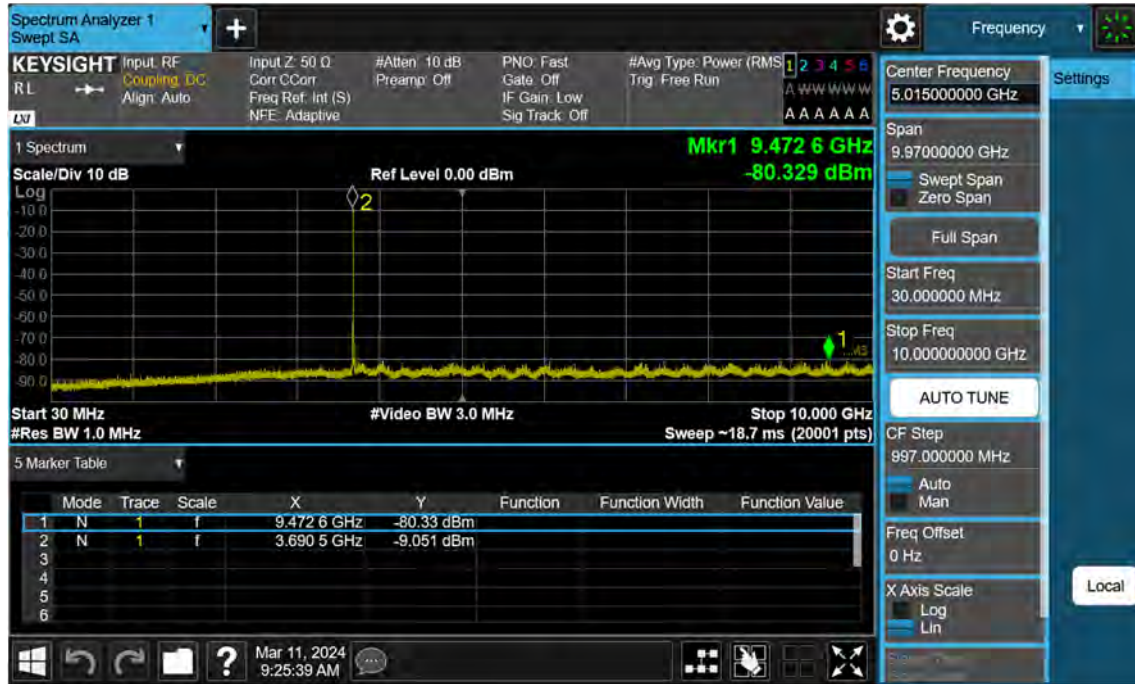 Spectrum Analyzer 1
Swept SA
+
Frequency
KEYSIGHT
RL
LXI
Input: RF
Coupling: DC
Align: Auto
Input Z: 50 Ω
Corr CCorr
Freq Ref: Int (S)
NFE: Adaptive
#Atten: 10 dB
Preamp: Off
PNO: Fast
Gate: Off
IF Gain: Low
Sig Track: Off
#Avg Type: Power (RMS
Trig: Free Run
1 2 3 4 5 6
A W W W W W
A A A A A A
1 Spectrum
Mkr1 9.472 6 GHz
-80.329 dBm
Scale/Div 10 dB
Ref Level 0.00 dBm
Log
-10.0
-20.0
-30.0
-40.0
-50.0
-60.0
-70.0
-80.0
-90.0
2
1
Start 30 MHz
#Video BW 3.0 MHz
Stop 10.000 GHz
#Res BW 1.0 MHz
Sweep ~18.7 ms (20001 pts)
5 Marker Table
Mode Trace Scale X Y Function Function Width Function Value
1 N 1 f 9.472 6 GHz -80.33 dBm
2 N 1 f 3.690 5 GHz -9.051 dBm
3
4
5
6
?
Mar 11, 2024
9:25:39 AM
Center Frequency
5.015000000 GHz
Settings
Span
9.97000000 GHz
Swept Span
Zero Span
Full Span
Start Freq
30.000000 MHz
Stop Freq
10.000000000 GHz
AUTO TUNE
CF Step
997.000000 MHz
Auto
Man
Freq Offset
0 Hz
X Axis Scale
Log
Lin
Local